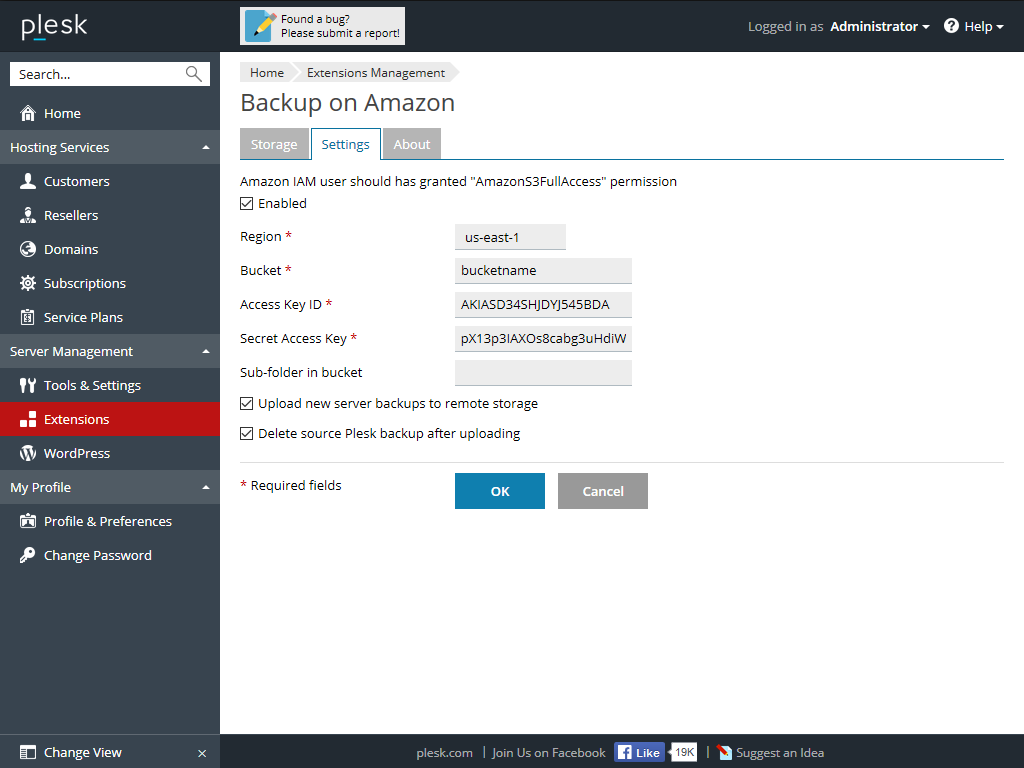 plesk
Found a bug?
Please submit a report!
Logged in as Administrator
Help
Search...
Home
Hosting Services
Customers
Resellers
Domains
Subscriptions
Service Plans
Server Management
Tools & Settings
Extensions
WordPress
My Profile
Profile & Preferences
Change Password
Change View
Home
Extensions Management
Backup on Amazon
Storage
Settings
About
Amazon IAM user should has granted "AmazonS3FullAccess" permission
Enabled
Region *
us-east-1
Bucket *
bucketname
Access Key ID *
AKIASD34SHJDYJ545BDA
Secret Access Key *
pX13p3IAXOs8cabg3uHdiW
Sub-folder in bucket
Upload new server backups to remote storage
Delete source Plesk backup after uploading
* Required fields
OK
Cancel
plesk.com | Join Us on Facebook
Like
19K
| Suggest an Idea